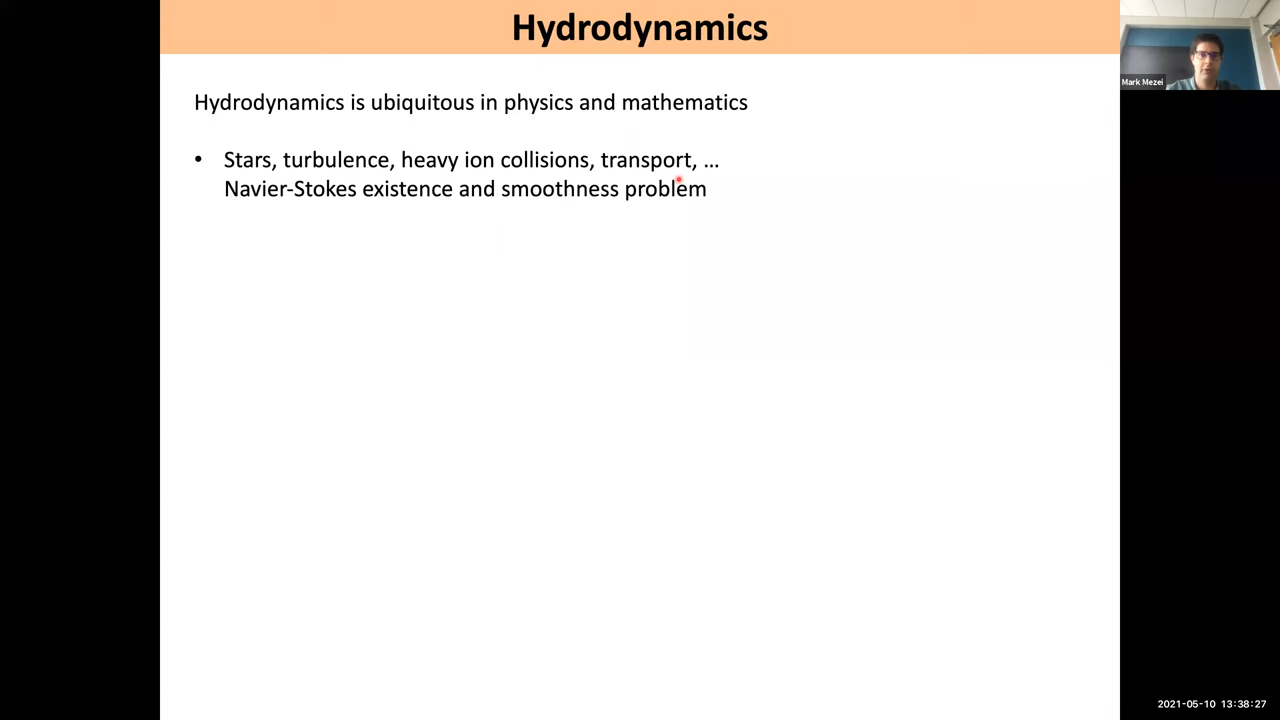 Hydrodynamics
Mark Mezei
Hydrodynamics is ubiquitous in physics and mathematics
• Stars, turbulence, heavy ion collisions, transport, …
Navier-Stokes existence and smoothness problem
2021-05-10 13:38:27